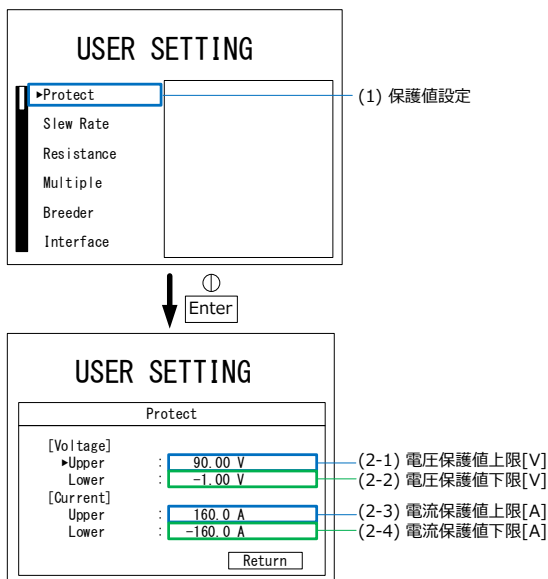 USER SETTING
▶Protect
(1) 保護値設定
Slew Rate
Resistance
Multiple
Breeder
Interface
Enter
USER SETTING
Protect
[Voltage]
▶Upper : 90.00 V (2-1) 電圧保護値上限[V]
Lower : −1.00 V (2-2) 電圧保護値下限[V]
[Current]
Upper : 160.0 A (2-3) 電流保護値上限[A]
Lower : −160.0 A (2-4) 電流保護値下限[A]
Return